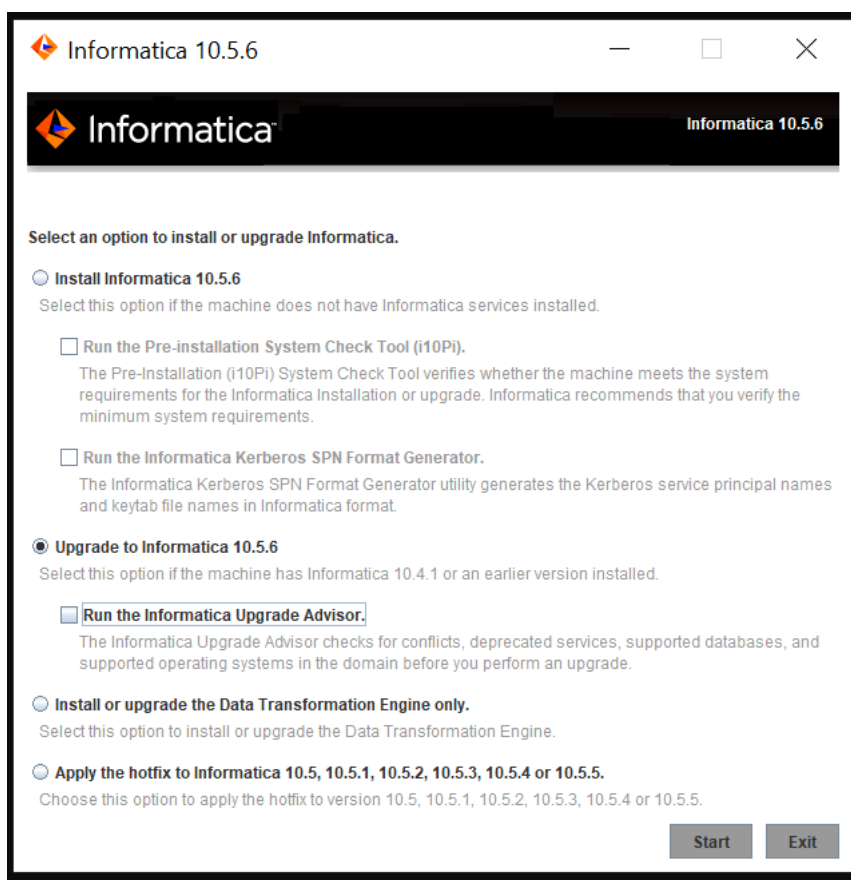 Informatica 10.5.6
Informatica™
Informatica 10.5.6
Select an option to install or upgrade Informatica.
Install Informatica 10.5.6
Select this option if the machine does not have Informatica services installed.
Run the Pre-installation System Check Tool (i10Pi).
The Pre-Installation (i10Pi) System Check Tool verifies whether the machine meets the system
requirements for the Informatica Installation or upgrade. Informatica recommends that you verify the
minimum system requirements.
Run the Informatica Kerberos SPN Format Generator.
The Informatica Kerberos SPN Format Generator utility generates the Kerberos service principal names
and keytab file names in Informatica format.
Upgrade to Informatica 10.5.6
Select this option if the machine has Informatica 10.4.1 or an earlier version installed.
Run the Informatica Upgrade Advisor.
The Informatica Upgrade Advisor checks for conflicts, deprecated services, supported databases, and
supported operating systems in the domain before you perform an upgrade.
Install or upgrade the Data Transformation Engine only.
Select this option to install or upgrade the Data Transformation Engine.
Apply the hotfix to Informatica 10.5, 10.5.1, 10.5.2, 10.5.3, 10.5.4 or 10.5.5.
Choose this option to apply the hotfix to version 10.5, 10.5.1, 10.5.2, 10.5.3, 10.5.4 or 10.5.5.
Start Exit